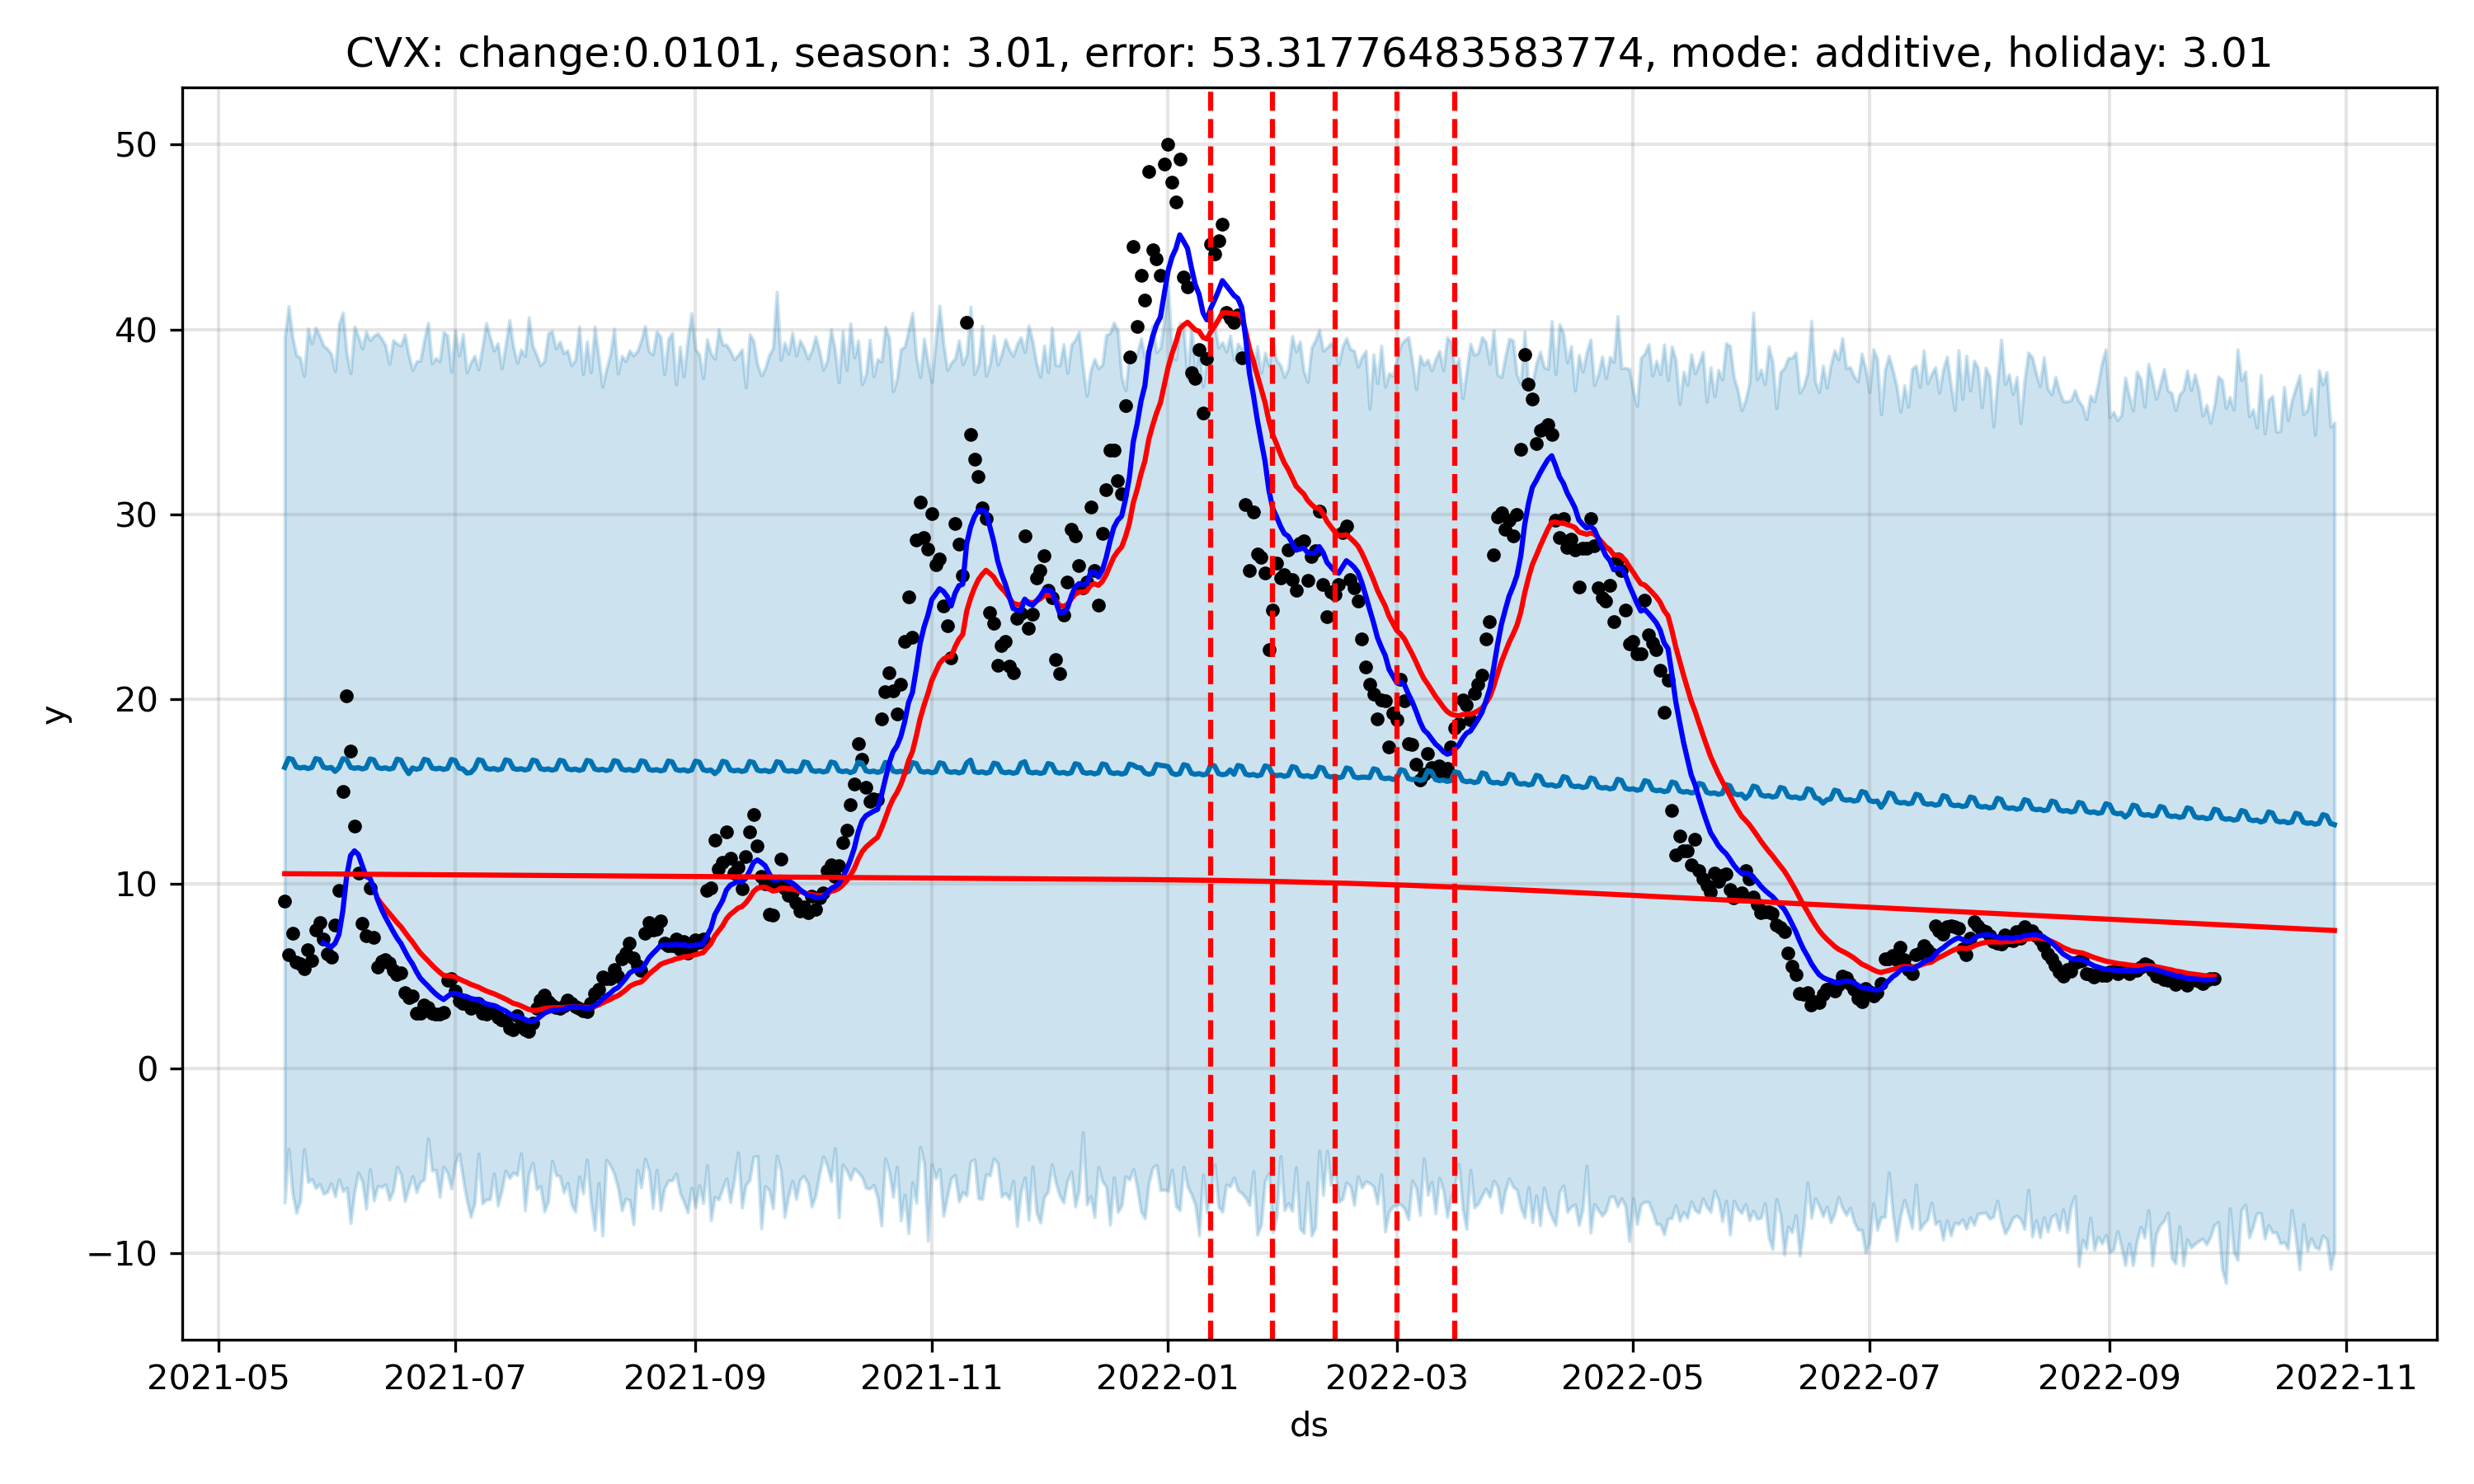 CVX: change:0.0101, season: 3.01, error: 53.31776483583774, mode: additive, holiday: 3.01
50
40
30
20
10
0
−10
y
2021-05 2021-07 2021-09 2021-11 2022-01 2022-03 2022-05 2022-07 2022-09 2022-11
ds